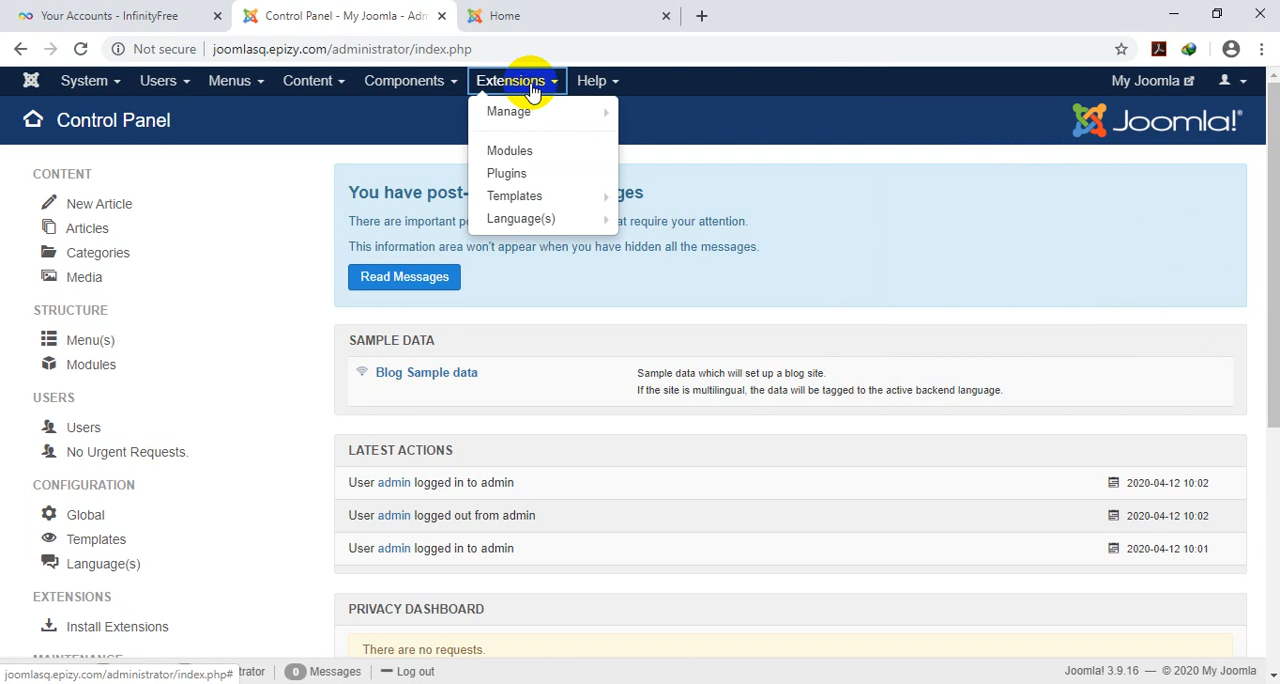 Your Accounts - InfinityFree
Control Panel - My Joomla - Adm
Home
Not secure
joomlasq.epizy.com/administrator/index.php
System
Users
Menus
Content
Components
Extensions
Help
My Joomla
Control Panel
Joomla!®
Manage
Modules
Plugins
Templates
Language(s)
CONTENT
New Article
Articles
Categories
Media
STRUCTURE
Menu(s)
Modules
USERS
Users
No Urgent Requests.
CONFIGURATION
Global
Templates
Language(s)
EXTENSIONS
Install Extensions
MAINTENANCE
You have post- ges
There are important p at require your attention.
This information area won't appear when you have hidden all the messages.
Read Messages
SAMPLE DATA
Blog Sample data
Sample data which will set up a blog site.
If the site is multilingual, the data will be tagged to the active backend language.
LATEST ACTIONS
User admin logged in to admin
2020-04-12 10:02
User admin logged out from admin
2020-04-12 10:02
User admin logged in to admin
2020-04-12 10:01
PRIVACY DASHBOARD
There are no requests.
joomlasq.epizy.com/administrator/index.php#
trator
0 Messages
Log out
Joomla! 3.9.16 — © 2020 My Joomla